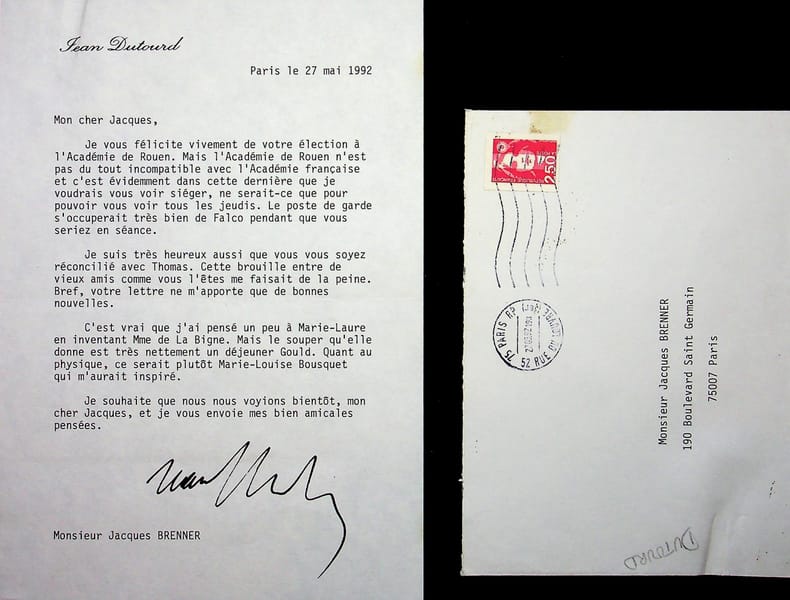 Jean Dutourd
Paris le 27 mai 1992
Mon cher Jacques,
Je vous félicite vivement de votre élection à
l'Académie de Rouen. Mais l'Académie de Rouen n'est
pas du tout incompatible avec l'Académie française
et c'est évidemment dans cette dernière que je
voudrais vous voir siéger, ne serait-ce que pour
pouvoir vous voir tous les jeudis. Le poste de garde
s'occuperait très bien de Falco pendant que vous
seriez en séance.
Je suis très heureux aussi que vous vous soyez
réconcilié avec Thomas. Cette brouille entre de
vieux amis comme vous l'êtes me faisait de la peine.
Bref, votre lettre ne m'apporte que de bonnes
nouvelles.
C'est vrai que j'ai pensé un peu à Marie-Laure
en inventant Mme de La Bigne. Mais le souper qu'elle
donne est très nettement un déjeuner Gould. Quant au
physique, ce serait plutôt Marie-Louise Bousquet
qui m'aurait inspiré.
Je souhaite que nous nous voyions bientôt, mon
cher Jacques, et je vous envoie mes bien amicales
pensées.
Monsieur Jacques BRENNER
2,50
75 PARIS RP
52 RUE DU LOUVRE
Monsieur Jacques BRENNER
190 Boulevard Saint Germain
75007 Paris
DUTOURD